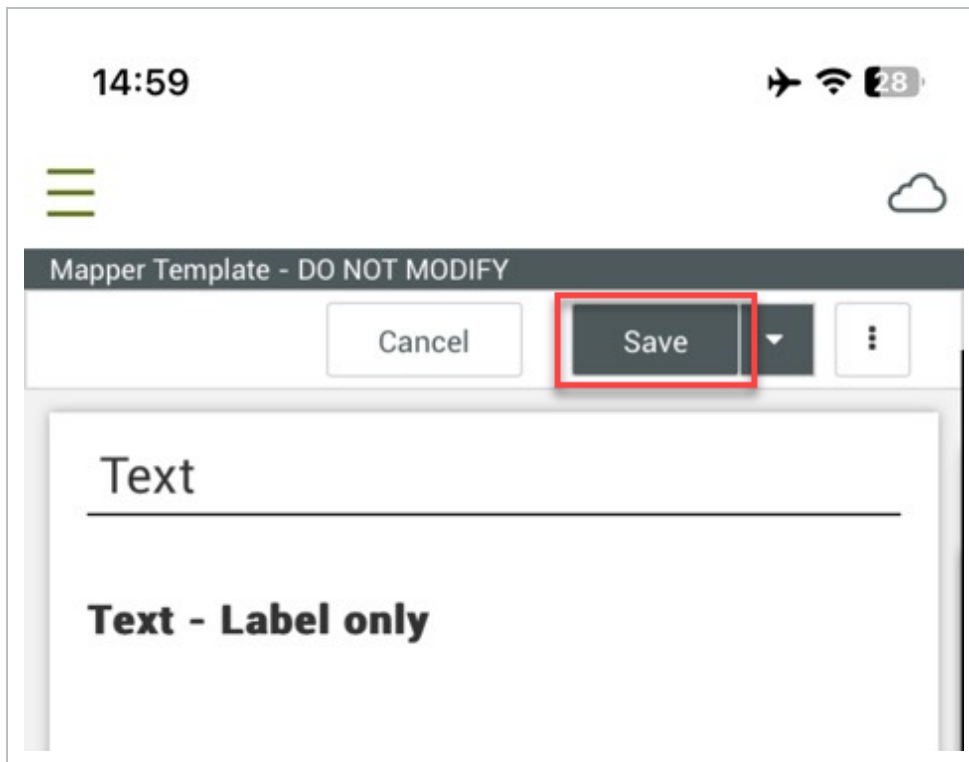 14:59 28
Mapper Template - DO NOT MODIFY
Cancel Save
Text
Text - Label only